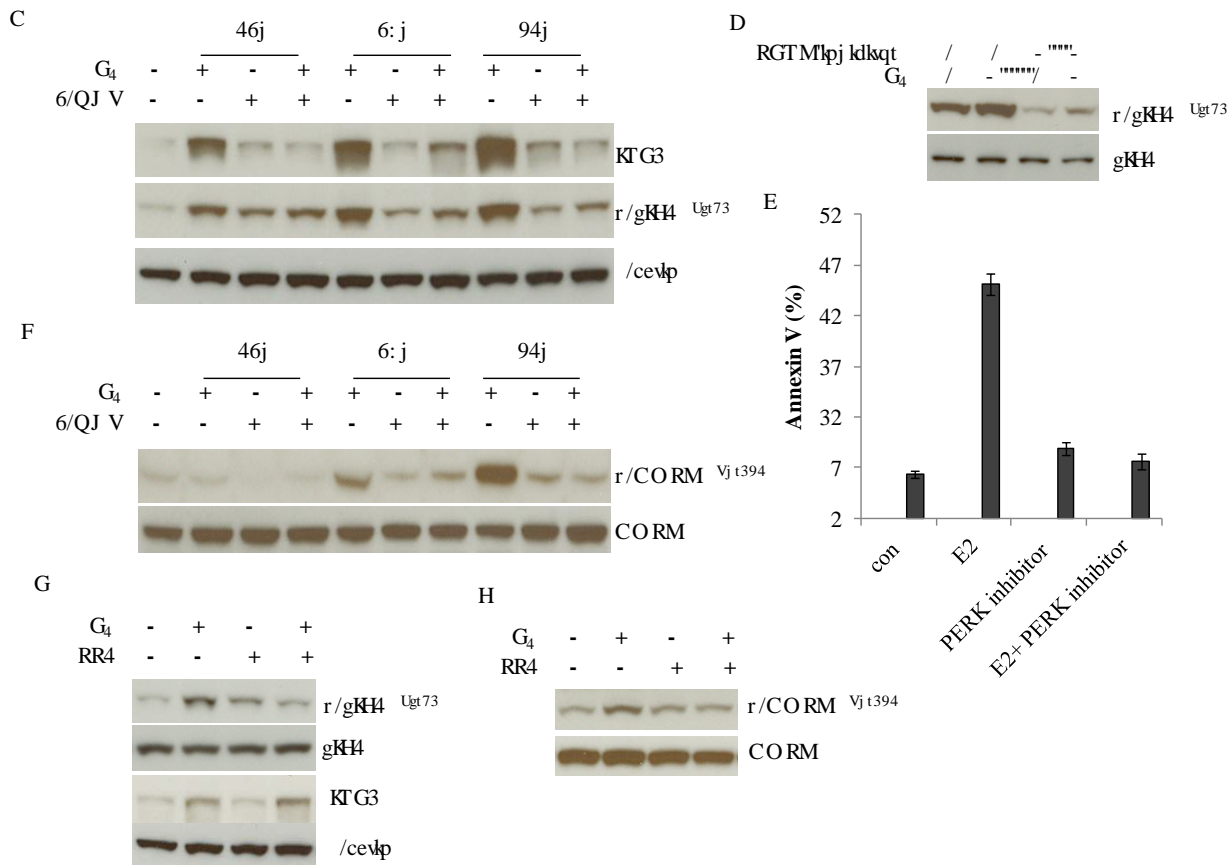 C
46j 6: j 94j
G4 - + - + + - + + - +
6/QJ V - - + + - + + - + +
KTG3
r/gKH4 Ugt73
/cevkp
D
RGTM"kpj kdkvqt / / - """"-
G4 / - """""/ -
r/gKH4 Ugt73
gKH4
E
Annexin V (%)
52
47
42
37
12
7
2
con
E2
PERK inhibitor
E2+ PERK inhibitor
F
46j 6: j 94j
G4 - + - + + - + + - +
6/QJ V - - + + - + + - + +
r/CORM Vj t394
CORM
G
G4 - + - +
RR4 - - + +
r/gKH4 Ugt73
gKH4
KTG3
/cevkp
H
G4 - + - +
RR4 - - + +
r/CORM Vj t394
CORM